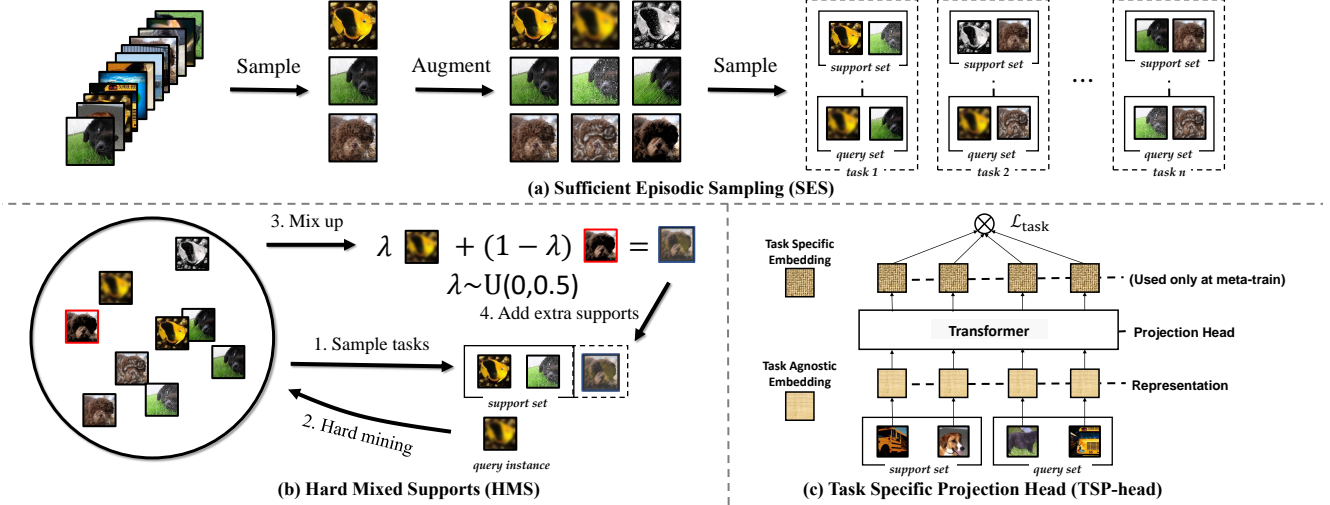 Sample
Augment
Sample
support set
support set
...
support set
query set
query set
query set
task 1
task 2
task n
(a) Sufficient Episodic Sampling (SES)
3. Mix up
λ + (1 − λ) =
λ~U(0,0.5)
4. Add extra supports
1. Sample tasks
support set
2. Hard mining
query instance
(b) Hard Mixed Supports (HMS)
ℒtask
Task Specific
Embedding
(Used only at meta-train)
Transformer
Projection Head
Task Agnostic
Embedding
Representation
support set
query set
(c) Task Specific Projection Head (TSP-head)